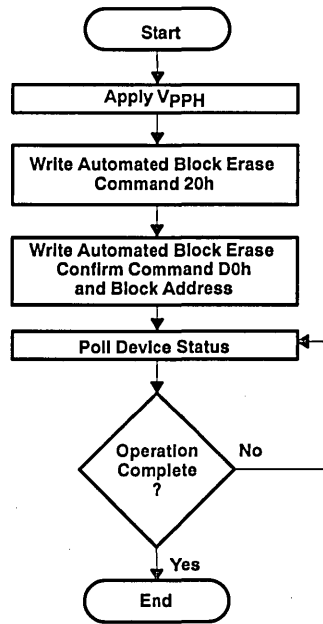 Start
Apply VPPH
Write Automated Block Erase
Command 20h
Write Automated Block Erase
Confirm Command D0h
and Block Address
Poll Device Status
Operation
Complete
?
No
Yes
End